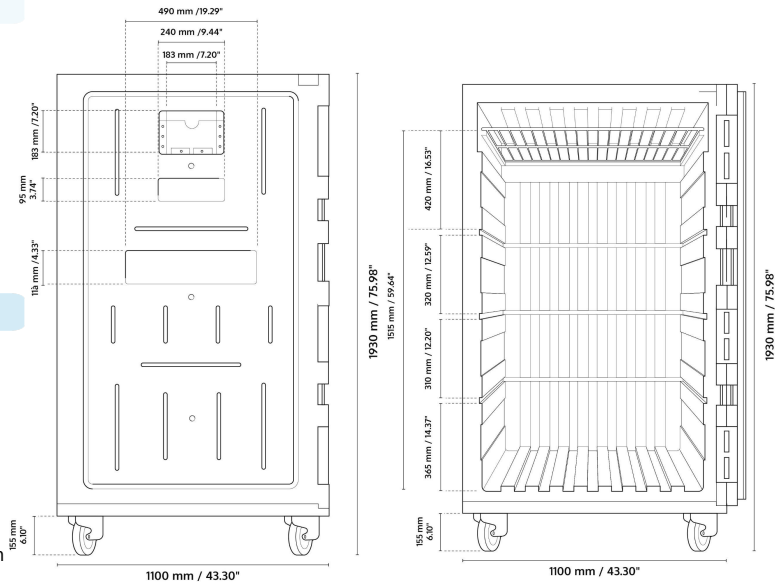 490 mm /19.29"
240 mm /9.44"
183 mm /7.20"
183 mm /7.20"
95 mm
3.74"
11à mm /4.33"
155 mm
6.10"
1930 mm / 75.98"
1100 mm / 43.30"
1515 mm / 59.64"
420 mm / 16.53"
320 mm / 12.59"
310 mm / 12.20"
365 mm / 14.37"
155 mm
6.10"
1930 mm / 75.98"
1100 mm / 43.30"